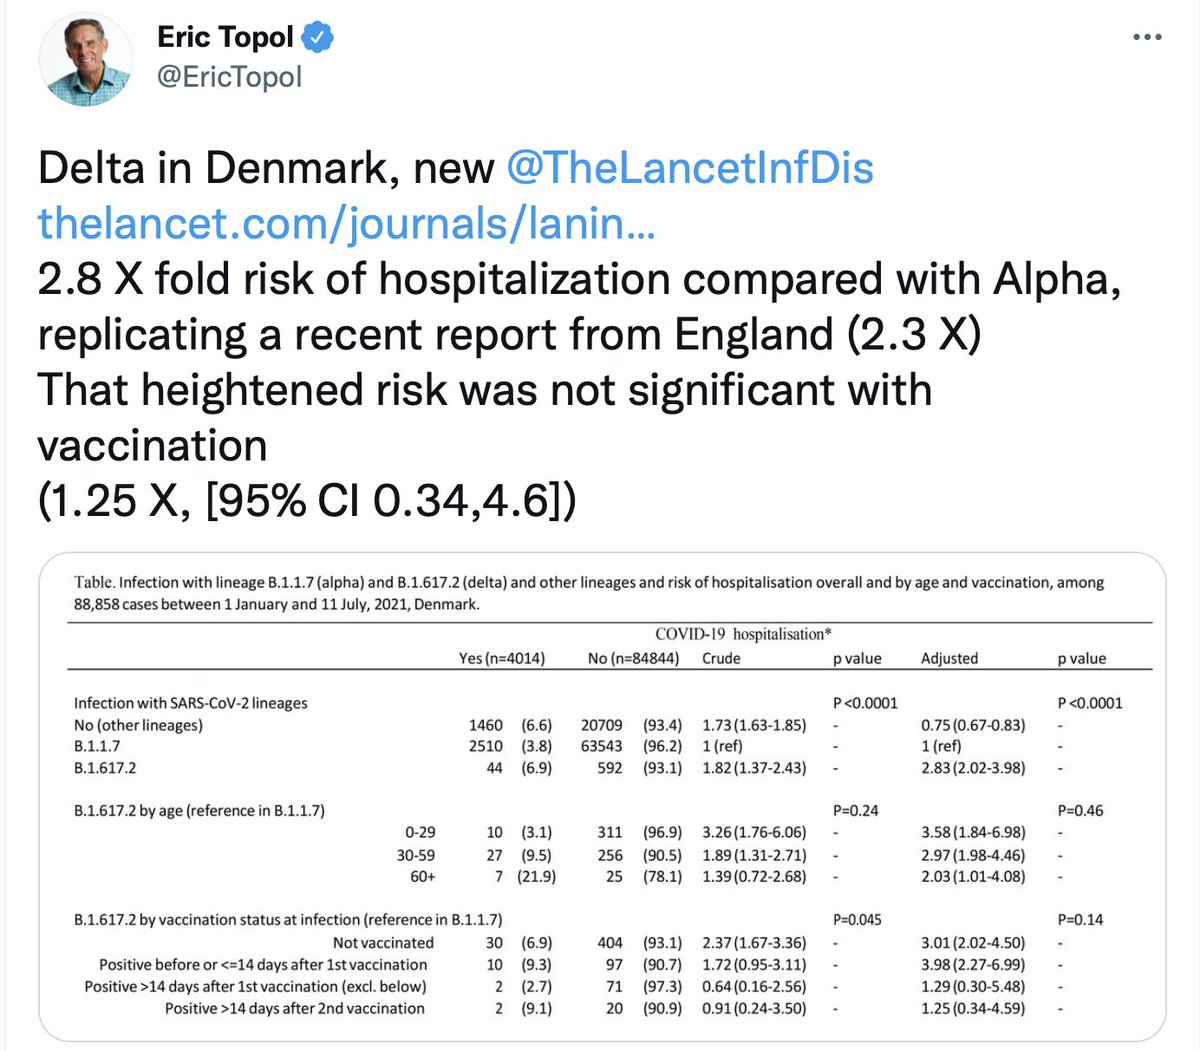 Eric Topol
@EricTopol
Delta in Denmark, new @TheLancetInfDis
thelancet.com/journals/lanin...
2.8 X fold risk of hospitalization compared with Alpha,
replicating a recent report from England (2.3 X)
That heightened risk was not significant with
vaccination
(1.25 X, [95% CI 0.34,4.6])
Table. Infection with lineage B.1.1.7 (alpha) and B.1.617.2 (delta) and other lineages and risk of hospitalisation overall and by age and vaccination, among
88,858 cases between 1 January and 11 July, 2021, Denmark.
COVID-19 hospitalisation*
Yes (n=4014) No (n=84844) Crude p value Adjusted p value
Infection with SARS-CoV-2 lineages P <0.0001 P <0.0001
No (other lineages) 1460 (6.6) 20709 (93.4) 1.73 (1.63-1.85) - 0.75 (0.67-0.83) -
B.1.1.7 2510 (3.8) 63543 (96.2) 1 (ref) - 1 (ref) -
B.1.617.2 44 (6.9) 592 (93.1) 1.82 (1.37-2.43) - 2.83 (2.02-3.98) -
B.1.617.2 by age (reference in B.1.1.7) P=0.24 P=0.46
0-29 10 (3.1) 311 (96.9) 3.26 (1.76-6.06) - 3.58 (1.84-6.98) -
30-59 27 (9.5) 256 (90.5) 1.89 (1.31-2.71) - 2.97 (1.98-4.46) -
60+ 7 (21.9) 25 (78.1) 1.39 (0.72-2.68) - 2.03 (1.01-4.08) -
B.1.617.2 by vaccination status at infection (reference in B.1.1.7) P=0.045 P=0.14
Not vaccinated 30 (6.9) 404 (93.1) 2.37 (1.67-3.36) - 3.01 (2.02-4.50) -
Positive before or <=14 days after 1st vaccination 10 (9.3) 97 (90.7) 1.72 (0.95-3.11) - 3.98 (2.27-6.99) -
Positive >14 days after 1st vaccination (excl. below) 2 (2.7) 71 (97.3) 0.64 (0.16-2.56) - 1.29 (0.30-5.48) -
Positive >14 days after 2nd vaccination 2 (9.1) 20 (90.9) 0.91 (0.24-3.50) - 1.25 (0.34-4.59) -